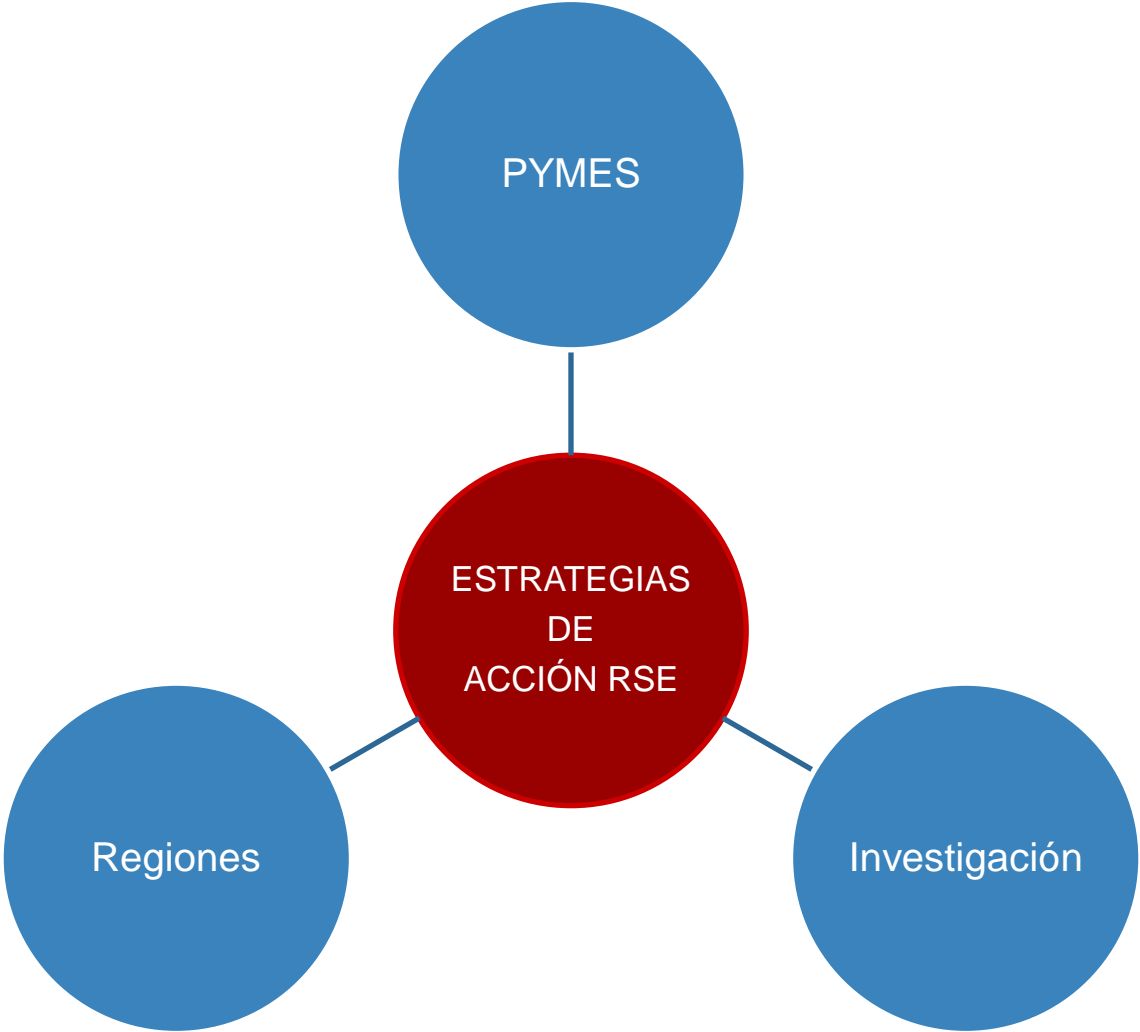 PYMES
ESTRATEGIAS
DE
ACCIÓN RSE
Regiones
Investigación